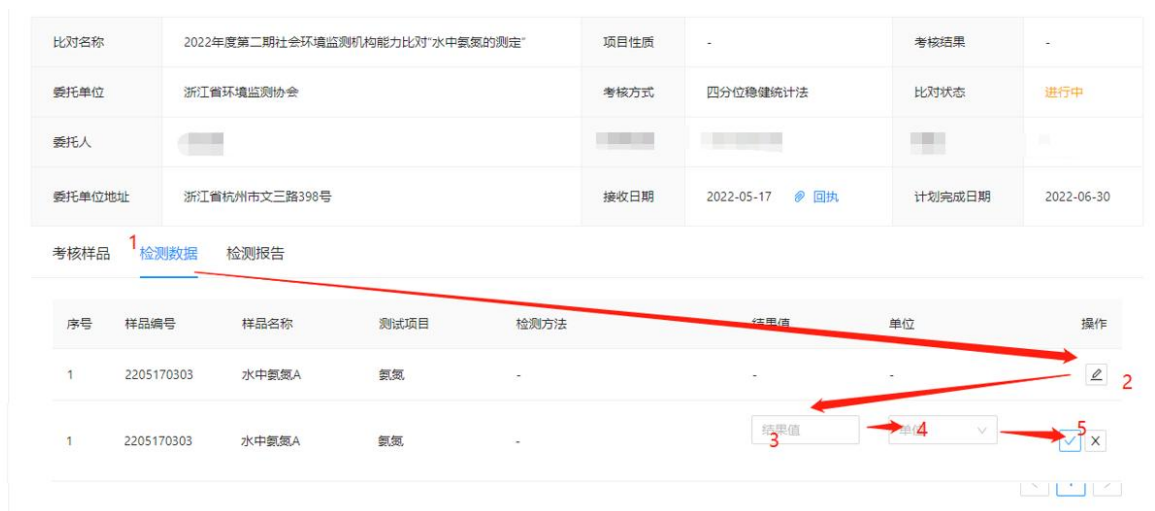 比对名称 2022年度第二期社会环境监测机构能力比对"水中氨氮的测定" 项目性质 - 考核结果 -
委托单位 浙江省环境监测协会 考核方式 四分位稳健统计法 比对状态 进行中
委托人
委托单位地址 浙江省杭州市文三路398号 接收日期 2022-05-17 回执 计划完成日期 2022-06-30
考核样品 1 检测数据 检测报告
序号 样品编号 样品名称 测试项目 检测方法 结果值 单位 操作
1 2205170303 水中氨氮A 氨氮 - - - 2
1 2205170303 水中氨氮A 氨氮 - 结果值 3 单位 4 5 X